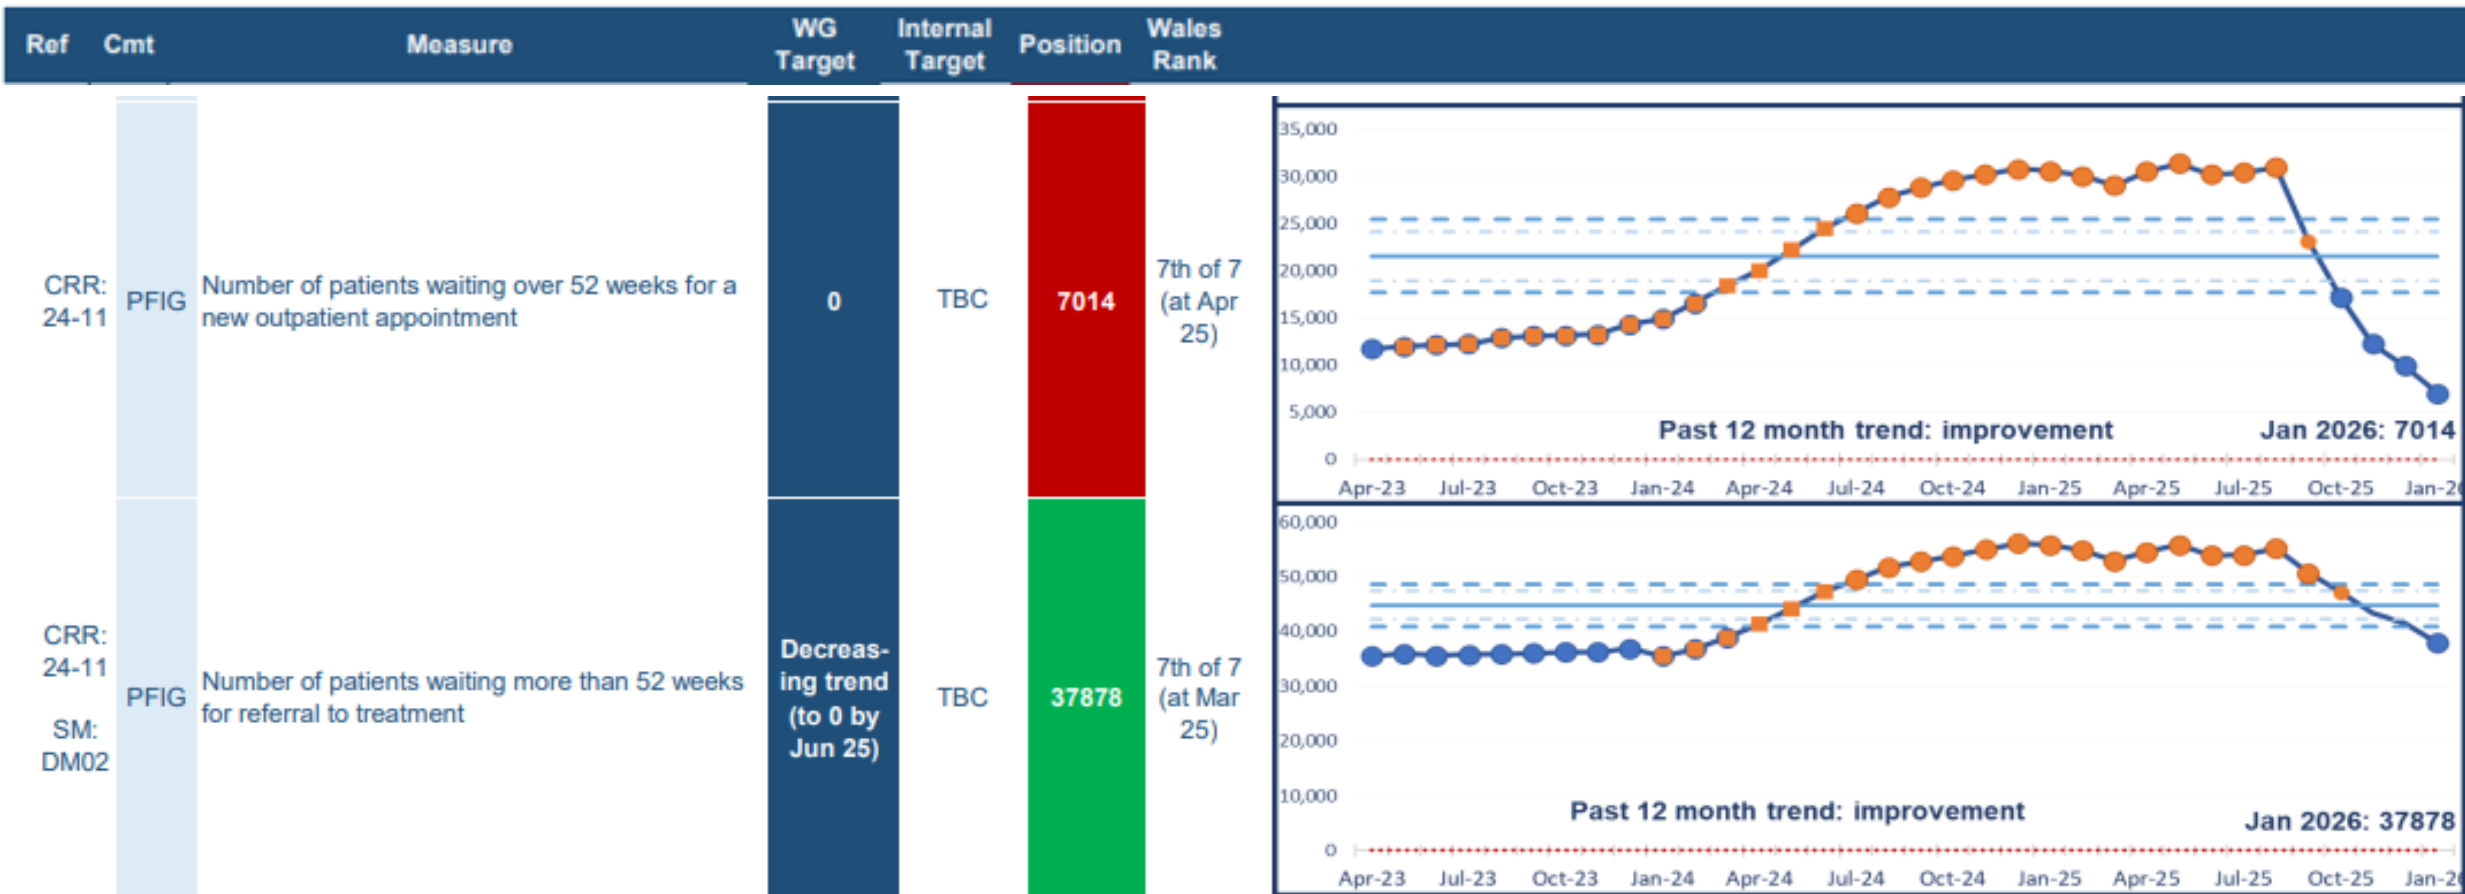 Ref Cmt Measure WG Target Internal Target Position Wales Rank
CRR: 24-11
PFIG
Number of patients waiting over 52 weeks for a
new outpatient appointment
0
TBC
7014
7th of 7
(at Apr
25)
35,000
30,000
25,000
20,000
15,000
10,000
5,000
0
Past 12 month trend: improvement
Jan 2026: 7014
Apr-23 Jul-23 Oct-23 Jan-24 Apr-24 Jul-24 Oct-24 Jan-25 Apr-25 Jul-25 Oct-25 Jan-2
CRR:
24-11
SM:
DM02
PFIG
Number of patients waiting more than 52 weeks
for referral to treatment
Decreas-
ing trend
(to 0 by
Jun 25)
TBC
37878
7th of 7
(at Mar
25)
60,000
50,000
40,000
30,000
20,000
10,000
0
Past 12 month trend: improvement
Jan 2026: 37878
Apr-23 Jul-23 Oct-23 Jan-24 Apr-24 Jul-24 Oct-24 Jan-25 Apr-25 Jul-25 Oct-25 Jan-2